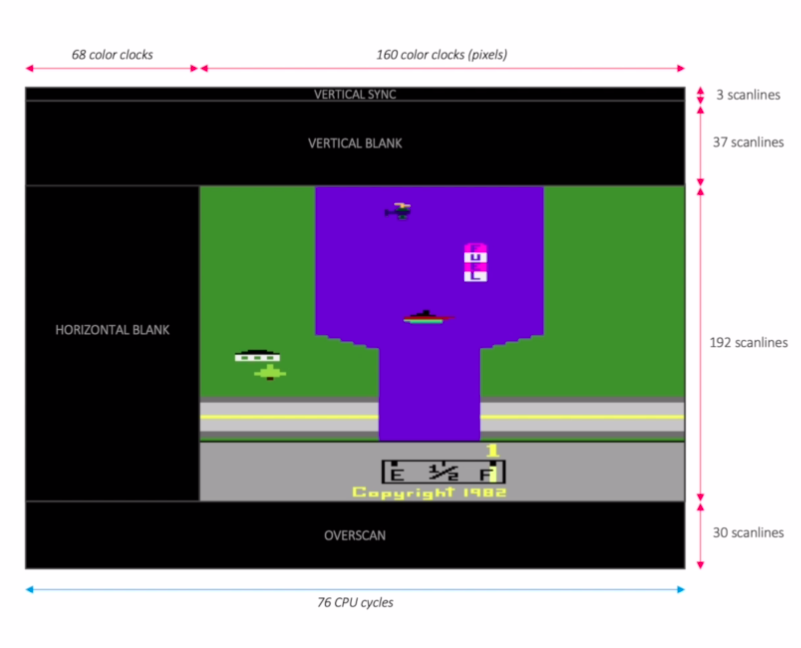 68 color clocks
160 color clocks (pixels)
VERTICAL SYNC
3 scanlines
VERTICAL BLANK
37 scanlines
U
L
HORIZONTAL BLANK
192 scanlines
1
E 1/2 F
Copyright 1982
OVERSCAN
30 scanlines
76 CPU cycles